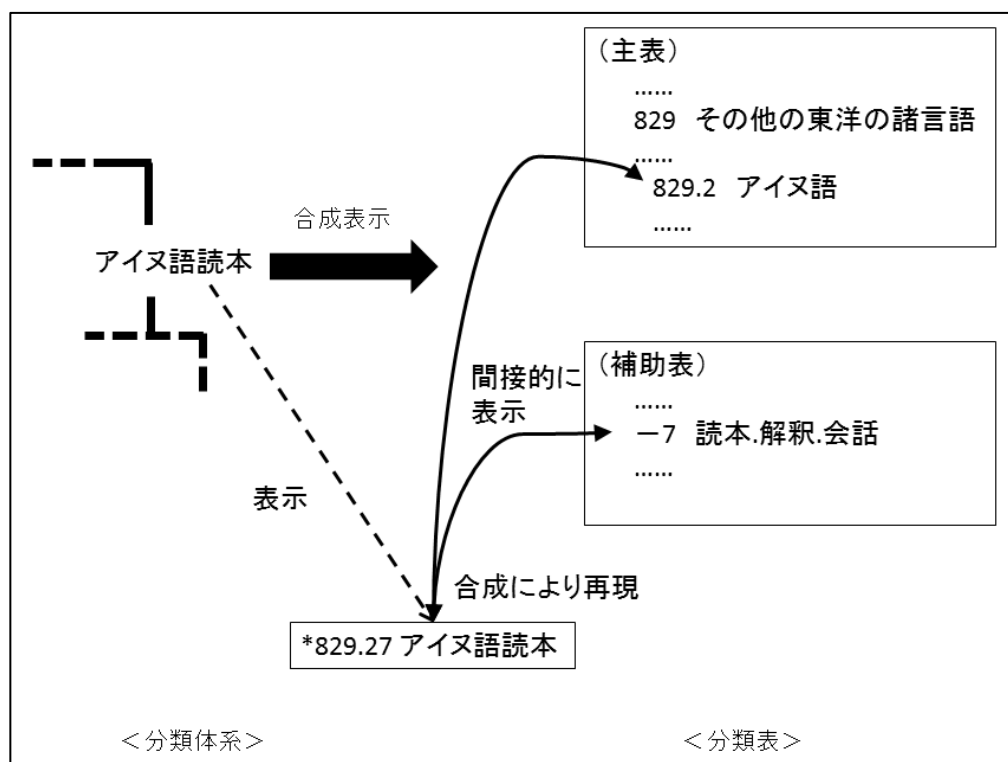 （主表）
……
829 その他の東洋の諸言語
……
829.2 アイヌ語
……
合成表示
アイヌ語読本
（補助表）
……
－7 読本.解釈.会話
……
間接的に
表示
表示
合成により再現
*829.27 アイヌ語読本
＜分類体系＞
＜分類表＞